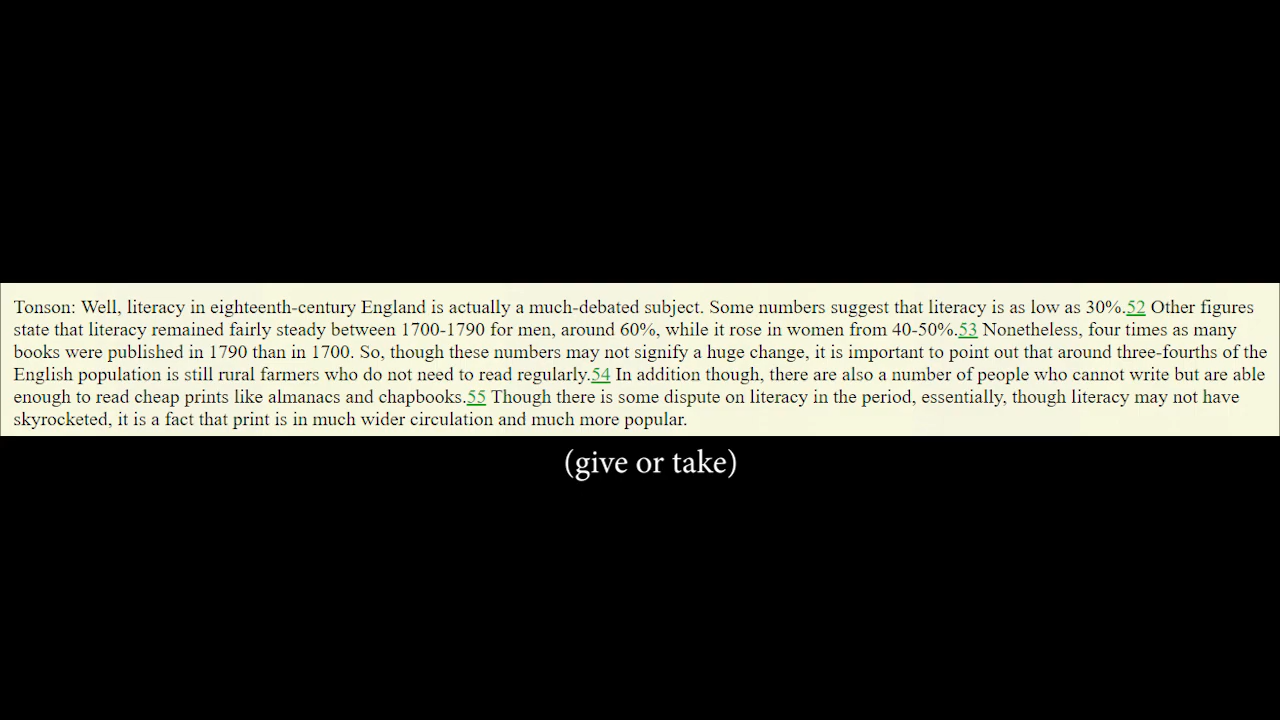 Tonson: Well, literacy in eighteenth-century England is actually a much-debated subject. Some numbers suggest that literacy is as low as 30%.52 Other figures
state that literacy remained fairly steady between 1700-1790 for men, around 60%, while it rose in women from 40-50%.53 Nonetheless, four times as many
books were published in 1790 than in 1700. So, though these numbers may not signify a huge change, it is important to point out that around three-fourths of the
English population is still rural farmers who do not need to read regularly.54 In addition though, there are also a number of people who cannot write but are able
enough to read cheap prints like almanacs and chapbooks.55 Though there is some dispute on literacy in the period, essentially, though literacy may not have
skyrocketed, it is a fact that print is in much wider circulation and much more popular.
(give or take)